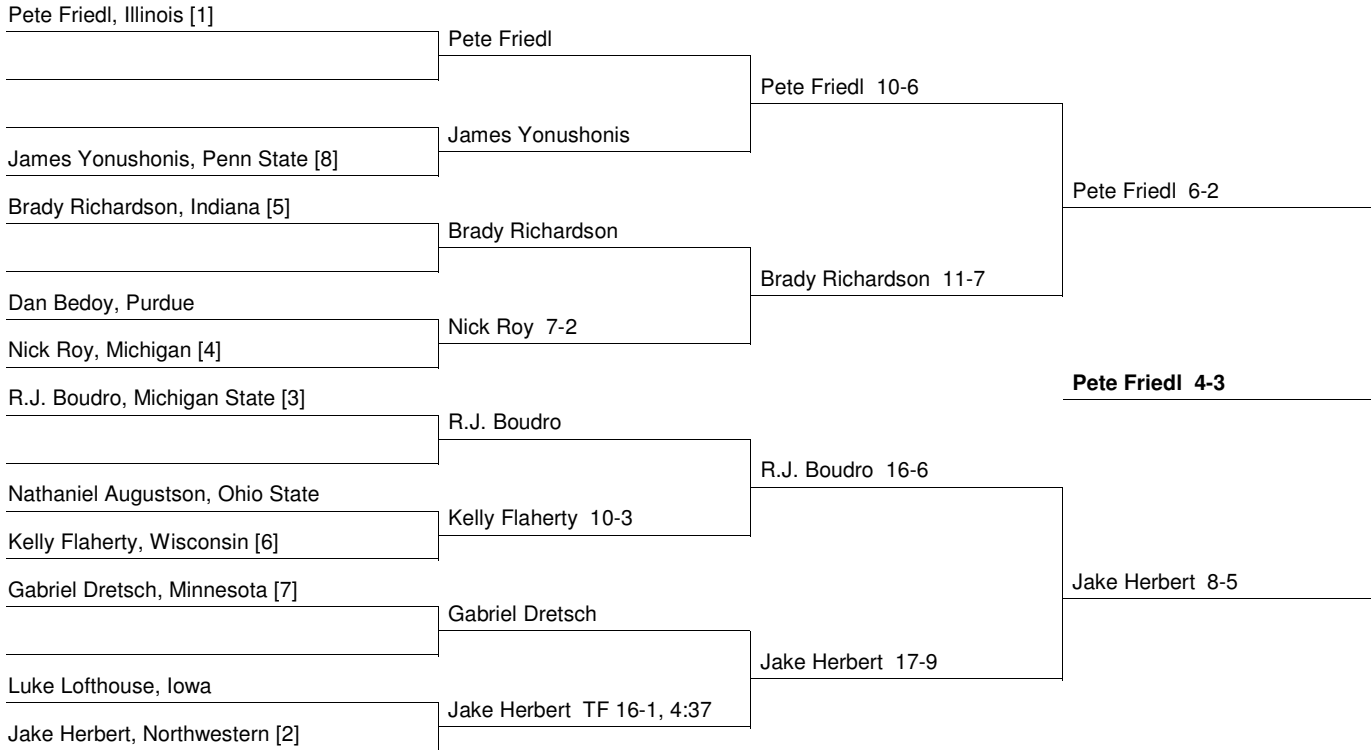 Pete Friedl, Illinois [1]
James Yonushonis, Penn State [8]
Brady Richardson, Indiana [5]
Dan Bedoy, Purdue
Nick Roy, Michigan [4]
R.J. Boudro, Michigan State [3]
Nathaniel Augustson, Ohio State
Kelly Flaherty, Wisconsin [6]
Gabriel Dretsch, Minnesota [7]
Luke Lofthouse, Iowa
Jake Herbert, Northwestern [2]
Pete Friedl
James Yonushonis
Brady Richardson
Nick Roy 7-2
R.J. Boudro
Kelly Flaherty 10-3
Gabriel Dretsch
Jake Herbert TF 16-1, 4:37
Pete Friedl 10-6
Brady Richardson 11-7
R.J. Boudro 16-6
Jake Herbert 17-9
Pete Friedl 6-2
Jake Herbert 8-5
Pete Friedl 4-3